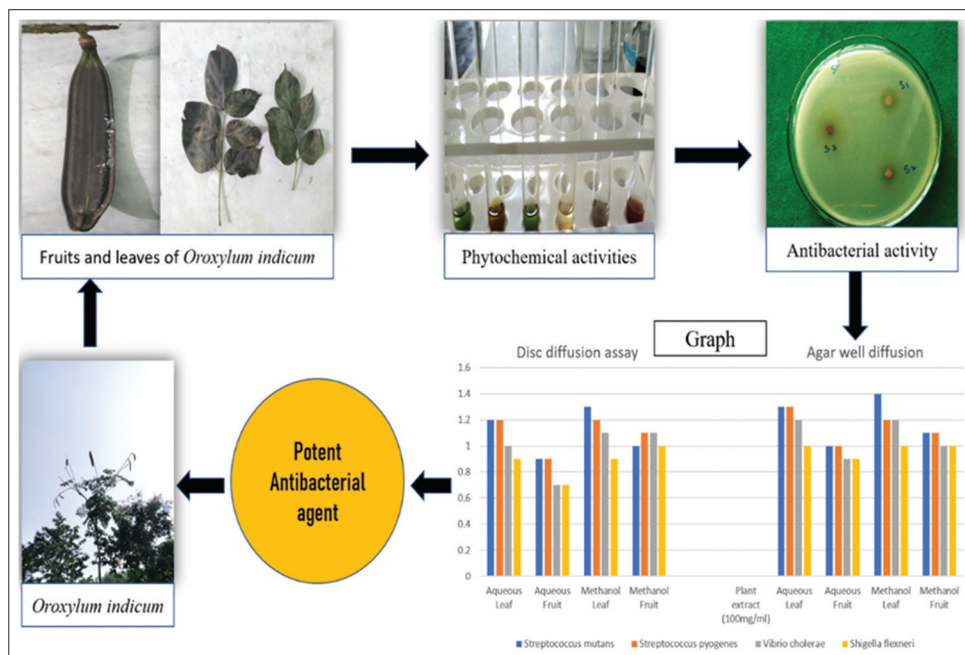 Fruits and leaves of Oroxylum indicum
Phytochemical activities
S1
S2
Antibacterial activity
Graph
Disc diffusion assay
Agar well diffusion
1.6
1.4
1.2
1
0.8
0.6
0.4
0.2
0
Aqueous
Leaf
Aqueous
Fruit
Methanol
Leaf
Methanol
Fruit
Plant
extract
(100mg/ml)
Aqueous
Leaf
Aqueous
Fruit
Methanol
Leaf
Methanol
Fruit
Streptococcus mutans
Streptococcus pyogenes
Vibrio cholerae
Shigella flexneri
Potent
Antibacterial
agent
Oroxylum indicum